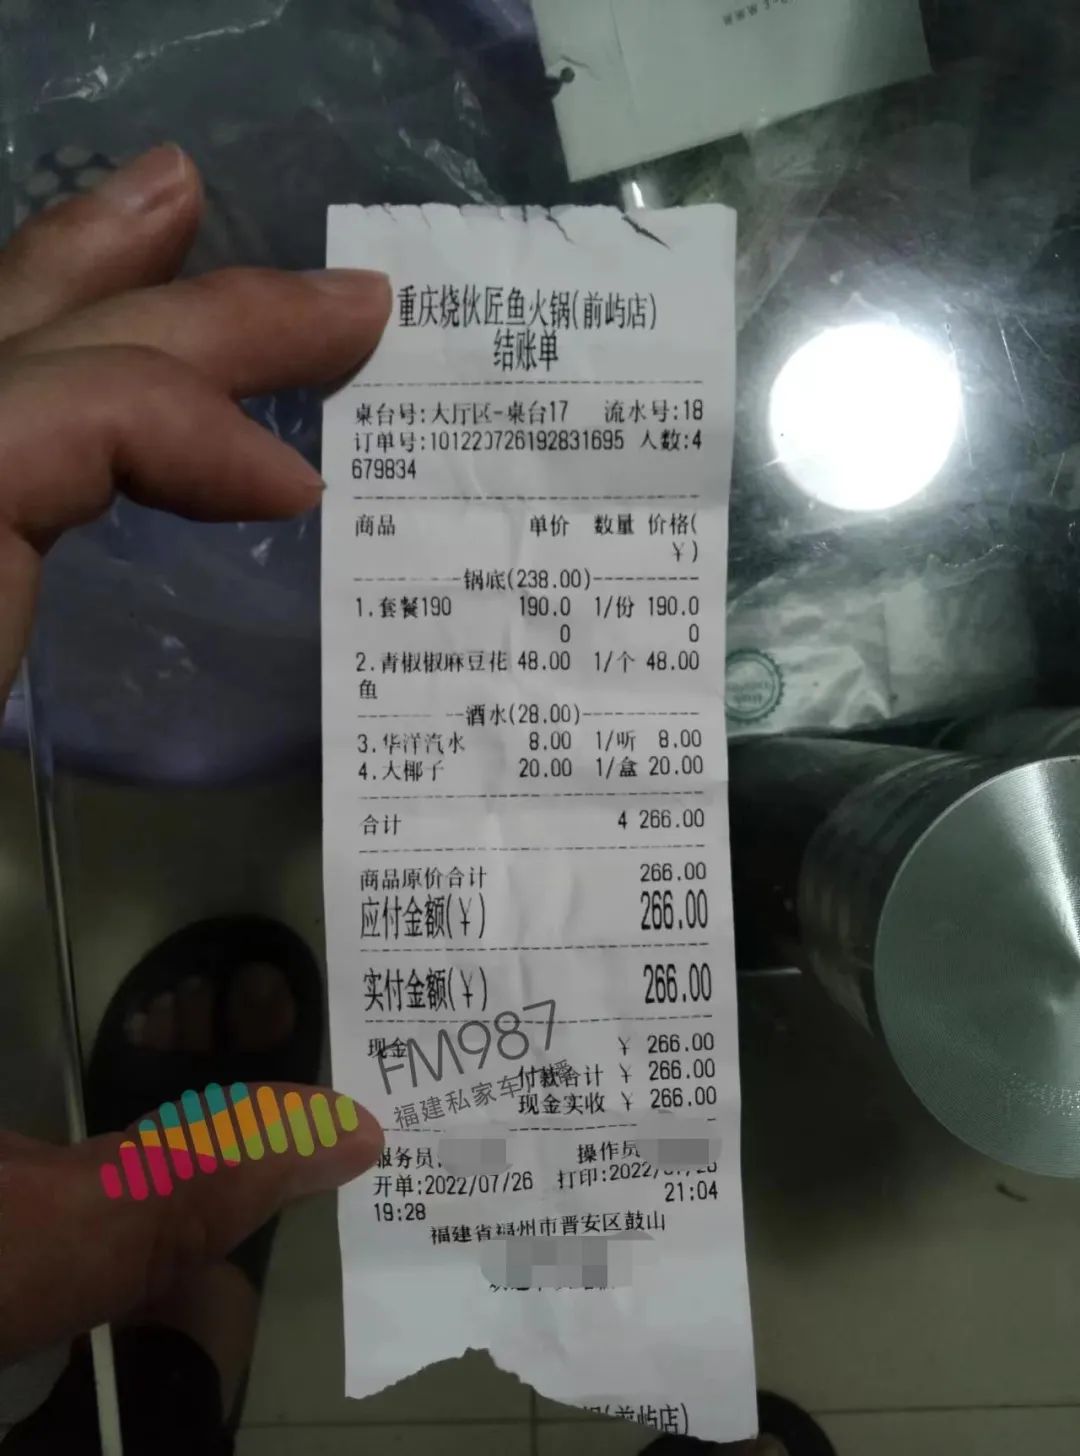 重庆烧伙匠鱼火锅(前屿店)
结账单
桌台号:大厅区-桌台17 流水号:18
订单号:101220726192831695 人数:4
679834
商品 单价 数量 价格(
￥)
锅底(238.00)
1.套餐190 190.0 1/份 190.0
0 0
2.青椒椒麻豆花 48.00 1/个 48.00
鱼
酒水(28.00)
3.华洋汽水 8.00 1/听 8.00
4.大椰子 20.00 1/盒 20.00
合计 4 266.00
商品原价合计 266.00
应付金额(￥) 266.00
实付金额(￥) 266.00
FM987
福建私家车广播
现金 ￥ 266.00
付款合计 ￥ 266.00
现金实收 ￥ 266.00
服务员: 操作员
开单:2022/07/26 打印:2022/
19:28 21:04
福建省福州市晋安区鼓山
(前屿店)